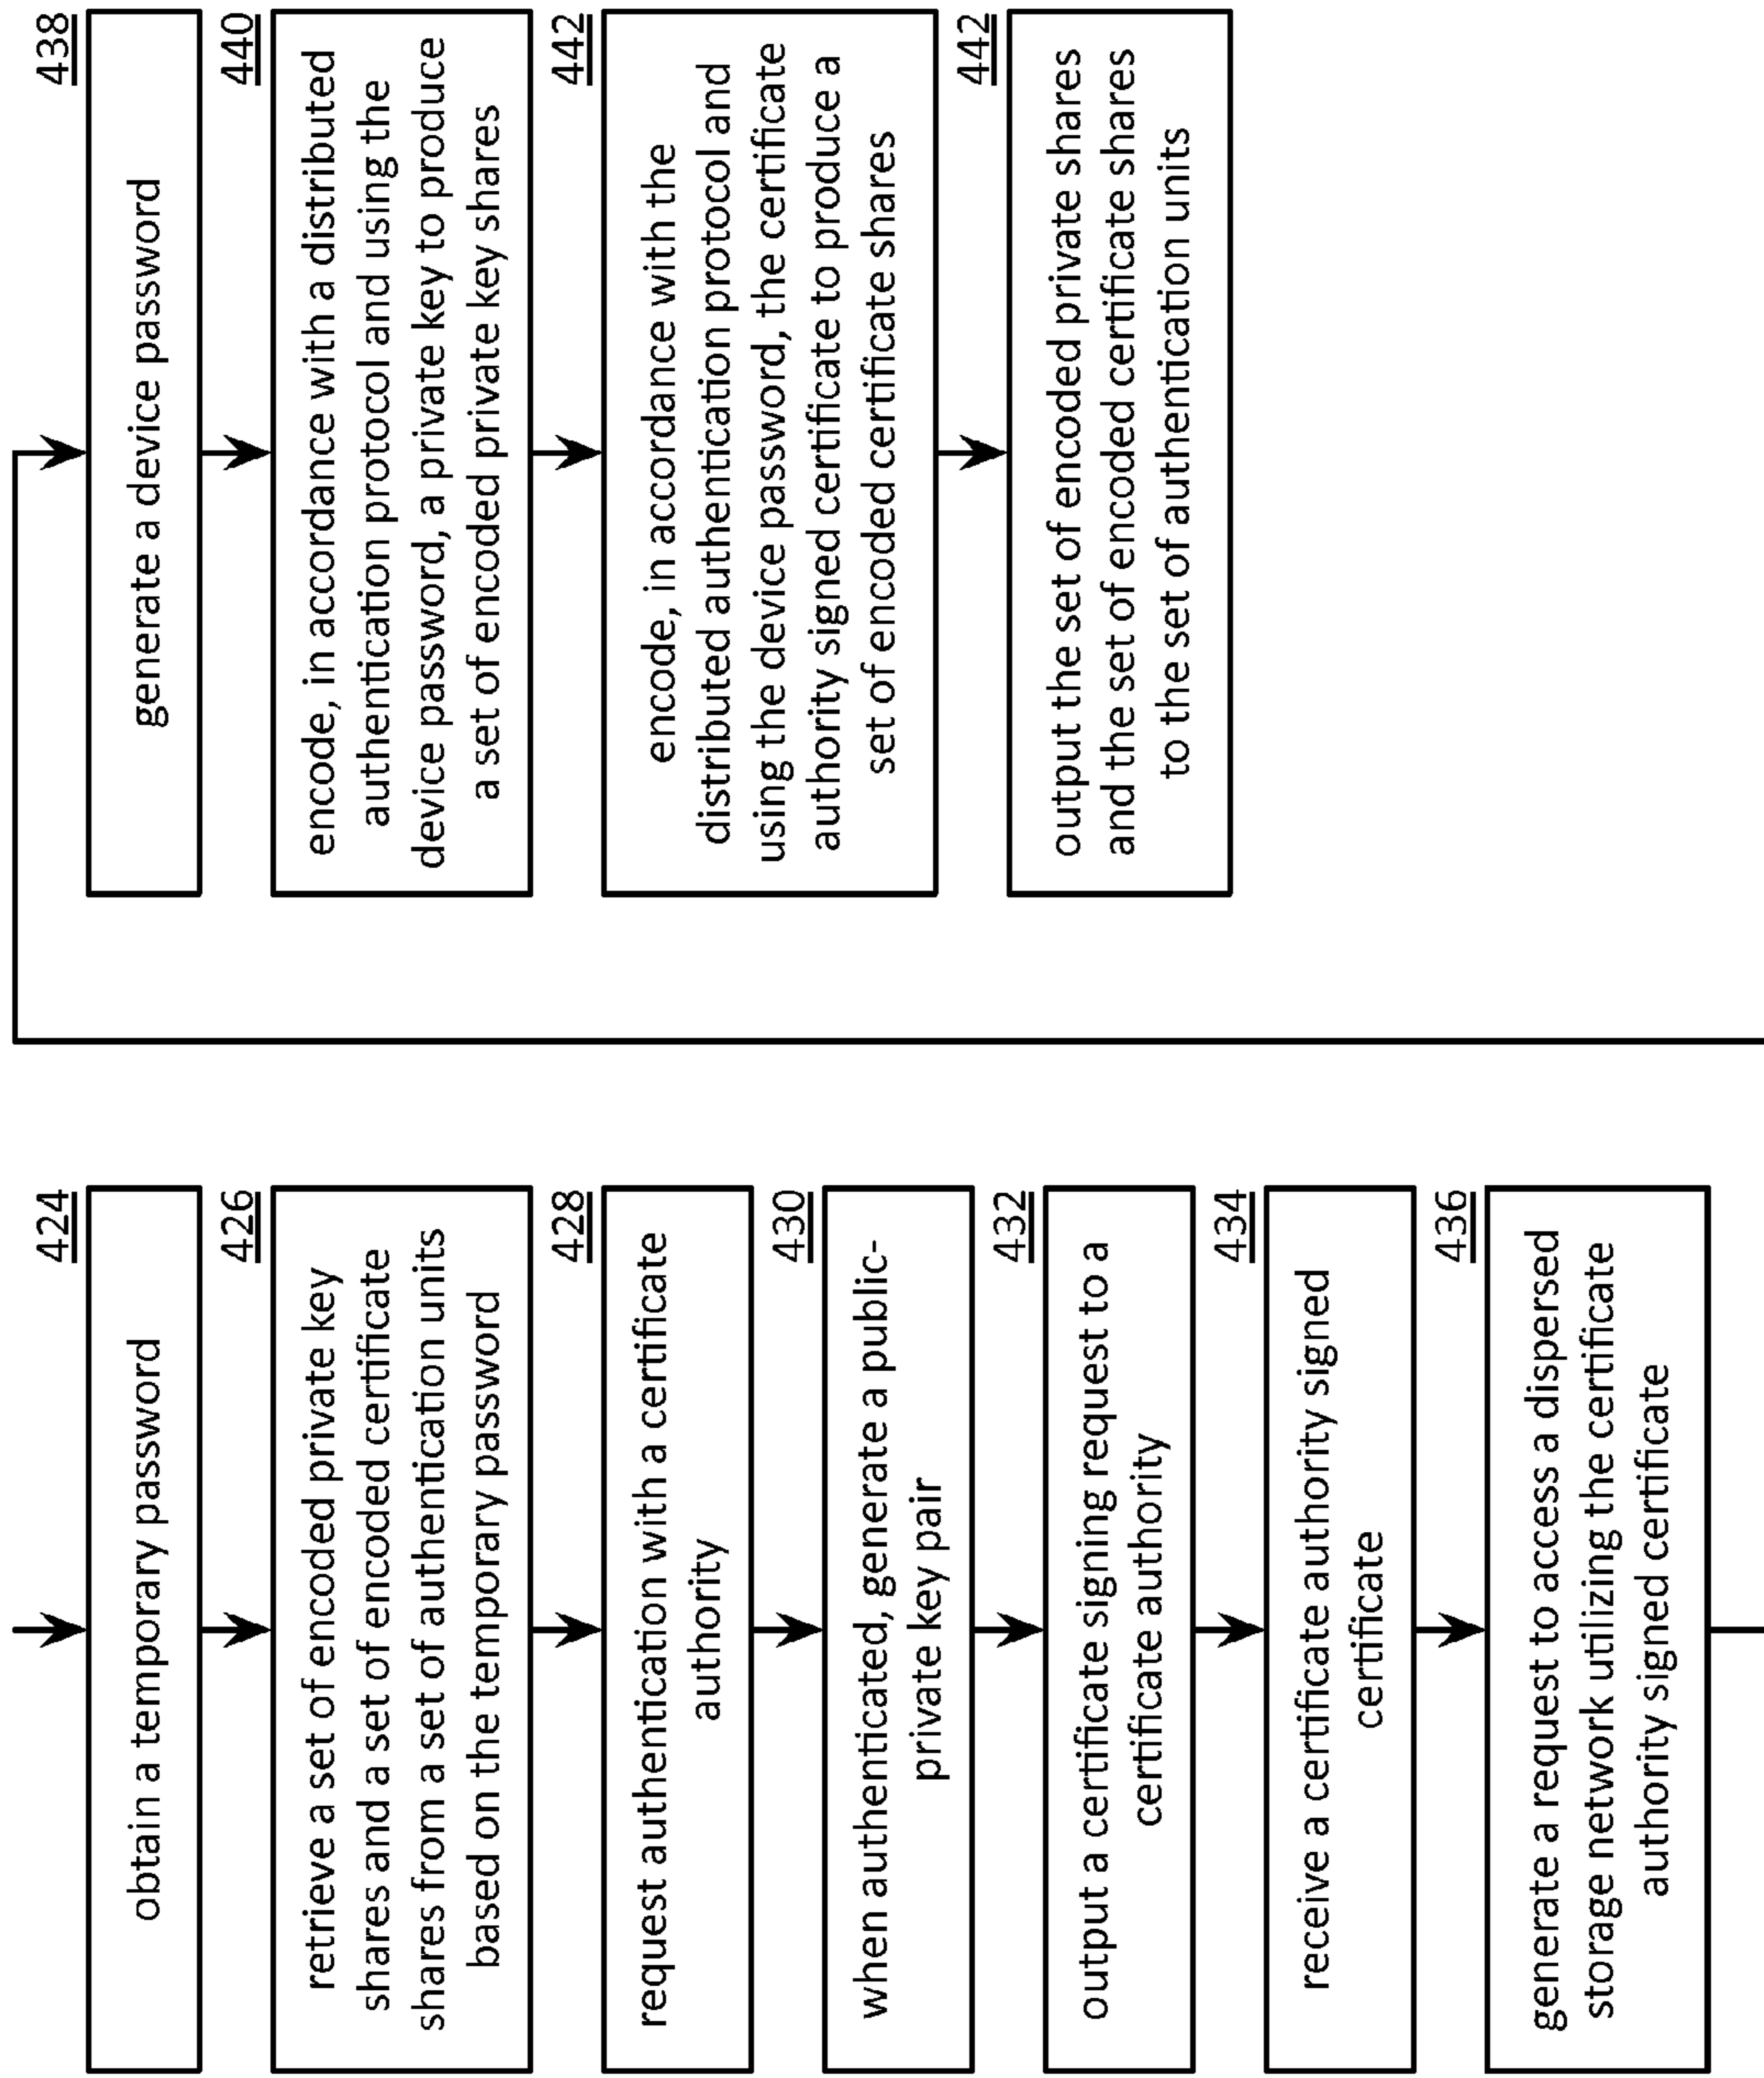 424
obtain a temporary password
426
retrieve a set of encoded private key
shares and a set of encoded certificate
shares from a set of authentication units
based on the temporary password
428
request authentication with a certificate
authority
430
when authenticated, generate a public-
private key pair
432
output a certificate signing request to a
certificate authority
434
receive a certificate authority signed
certificate
436
generate a request to access a dispersed
storage network utilizing the certificate
authority signed certificate
438
generate a device password
440
encode, in accordance with a distributed
authentication protocol and using the
device password, a private key to produce
a set of encoded private key shares
442
encode, in accordance with the
distributed authentication protocol and
using the device password, the certificate
authority signed certificate to produce a
set of encoded certificate shares
442
output the set of encoded private shares
and the set of encoded certificate shares
to the set of authentication units